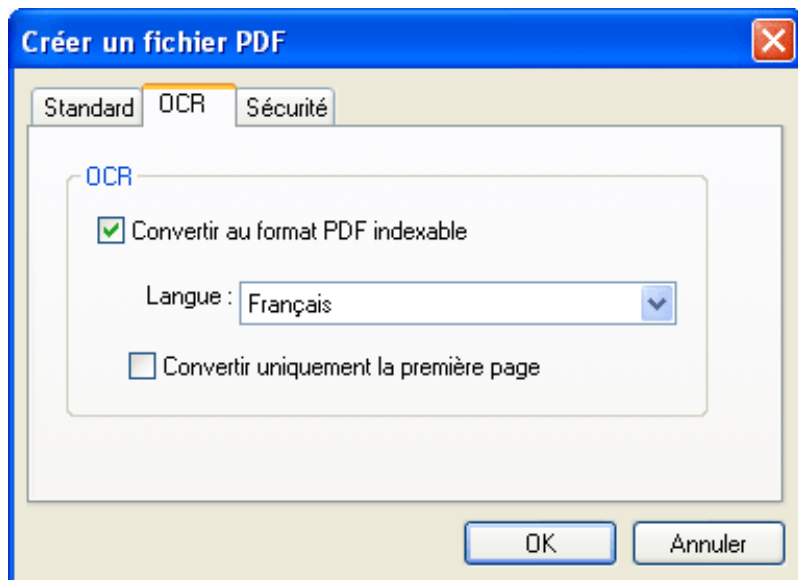 Créer un fichier PDF
Standard OCR Sécurité
OCR
Convertir au format PDF indexable
Langue : Français
Convertir uniquement la première page
OK Annuler